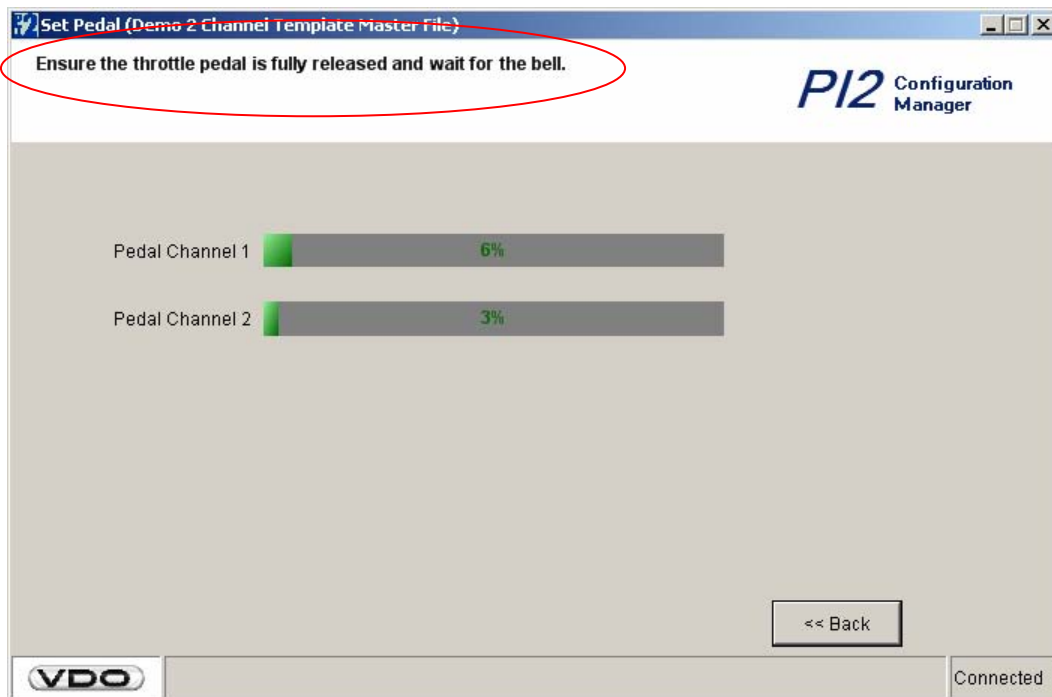 Set Pedal (Demo 2 Channel Template Master File)
Ensure the throttle pedal is fully released and wait for the bell.
PI2 Configuration
Manager
Pedal Channel 1 6%
Pedal Channel 2 3%
<< Back
VDO Connected